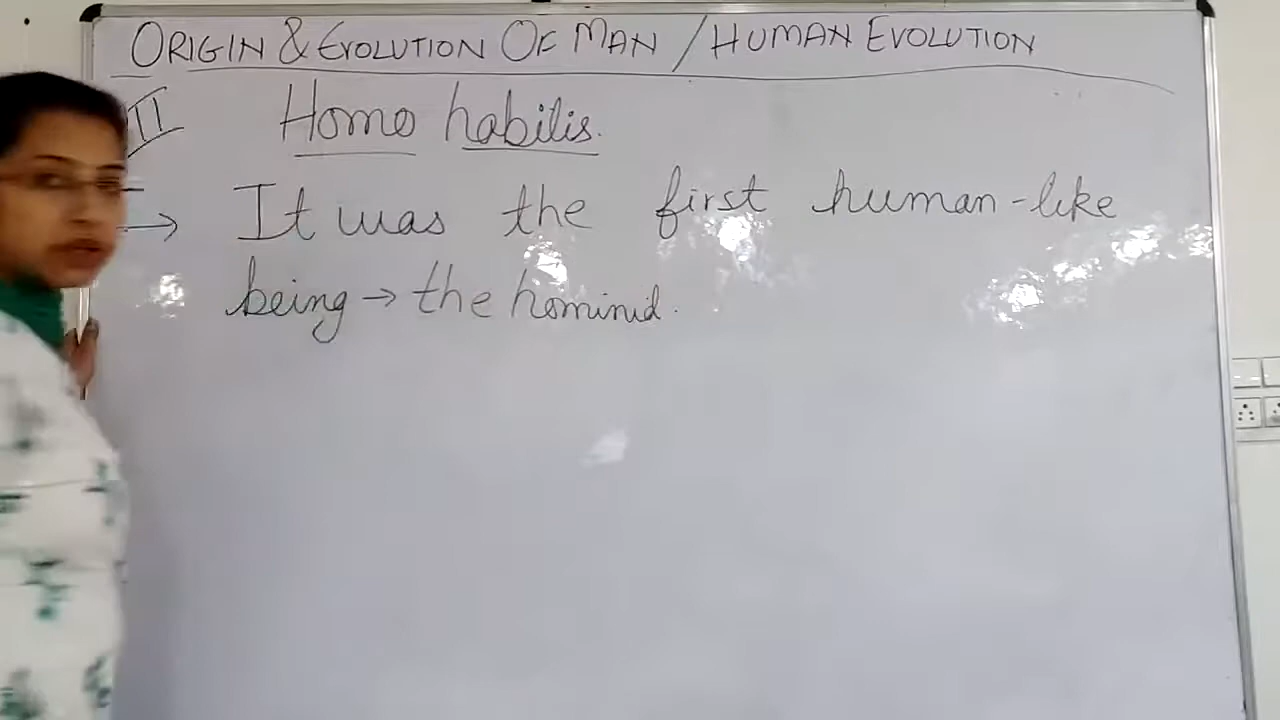 ORIGIN & EVOLUTION OF MAN / HUMAN EVOLUTION
II Homo habilis.
→ It was the first human-like
being → the hominid.